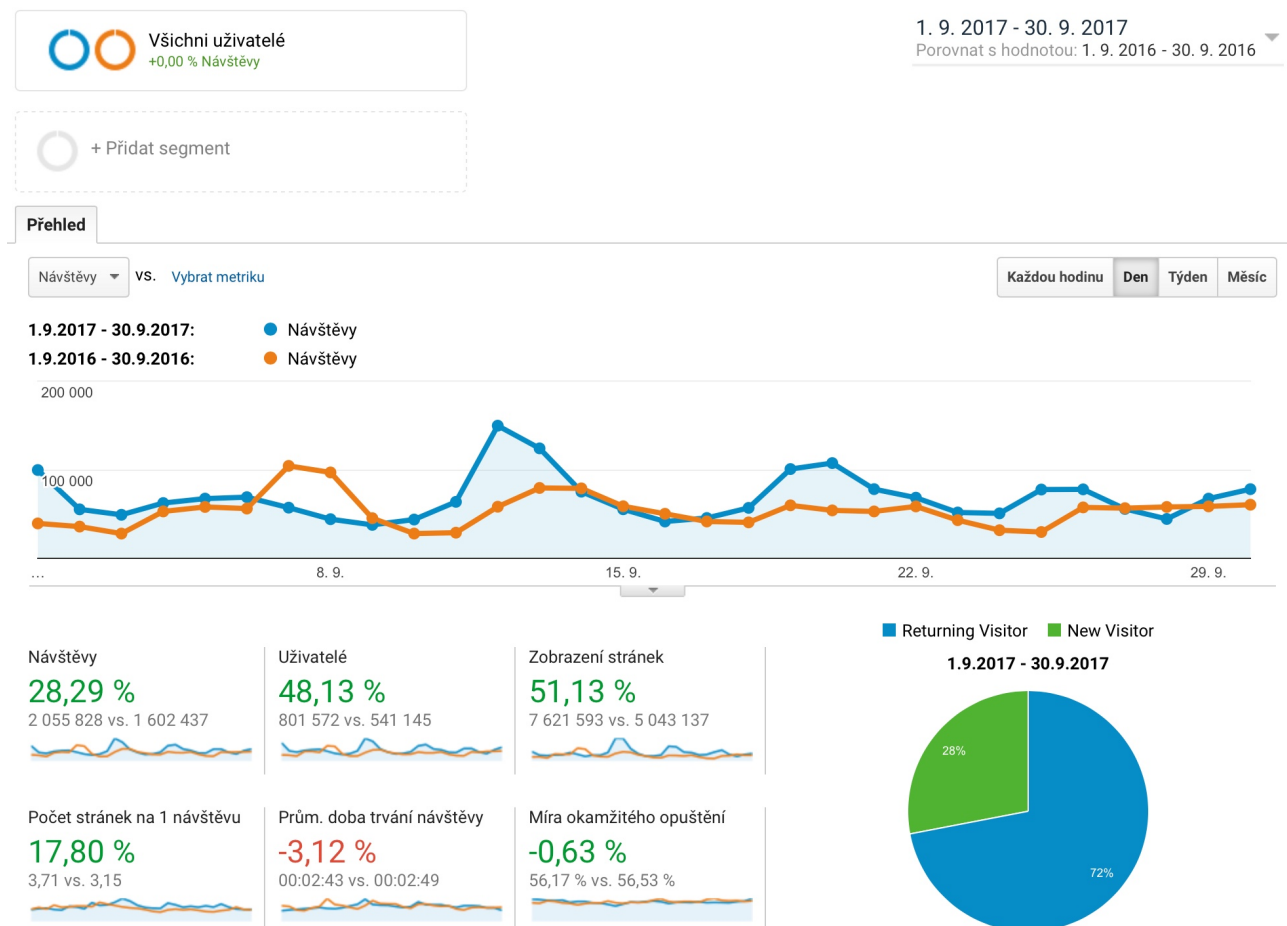 Všichni uživatelé
+0,00 % Návštěvy
1. 9. 2017 - 30. 9. 2017
Porovnat s hodnotou: 1. 9. 2016 - 30. 9. 2016
+ Přidat segment
Přehled
Návštěvy vs. Vybrat metriku
Každou hodinu Den Týden Měsíc
1.9.2017 - 30.9.2017: Návštěvy
1.9.2016 - 30.9.2016: Návštěvy
200 000
100 000
... 8. 9. 15. 9. 22. 9. 29. 9.
Returning Visitor New Visitor
1.9.2017 - 30.9.2017
28%
72%
Návštěvy
28,29 %
2 055 828 vs. 1 602 437
Uživatelé
48,13 %
801 572 vs. 541 145
Zobrazení stránek
51,13 %
7 621 593 vs. 5 043 137
Počet stránek na 1 návštěvu
17,80 %
3,71 vs. 3,15
Prům. doba trvání návštěvy
-3,12 %
00:02:43 vs. 00:02:49
Míra okamžitého opuštění
-0,63 %
56,17 % vs. 56,53 %